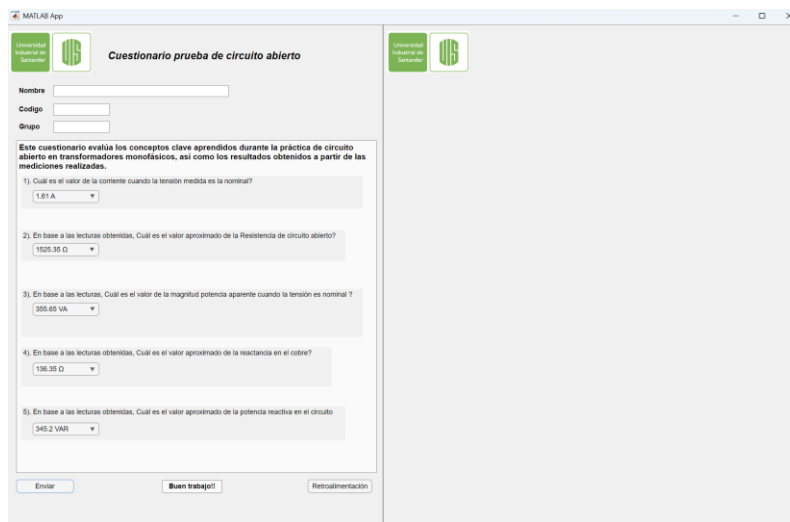 MATLAB App
Universidad
Industrial de
Santander
UIS
Cuestionario prueba de circuito abierto
Nombre
Codigo
Grupo
Este cuestionario evalúa los conceptos clave aprendidos durante la práctica de circuito
abierto en transformadores monofásicos, asi como los resultados obtenidos a partir de las
mediciones realizadas.
1). Cuál es el valor de la corriente cuando la tensión medida es la nominal?
1.61 A
2). En base a las lecturas obtenidas, Cuál es el valor aproximado de la Resistencia de circuito abierto?
1525.35 Ω
3). En base a las lecturas, Cuál es el valor de la magnitud potencia aparente cuando la tensión es nominal ?
355.65 VA
4). En base a las lecturas obtenidas, Cuál es el valor aproximado de la reactancia en el cobre?
136.35 Ω
5). En base a las lecturas obtenidas, Cuál es el valor aproximado de la potencia reactiva en el circuito
345.2 VAR
Enviar
Buen trabajo!!
Retroalimentación
Universidad
Industrial de
Santander
UIS